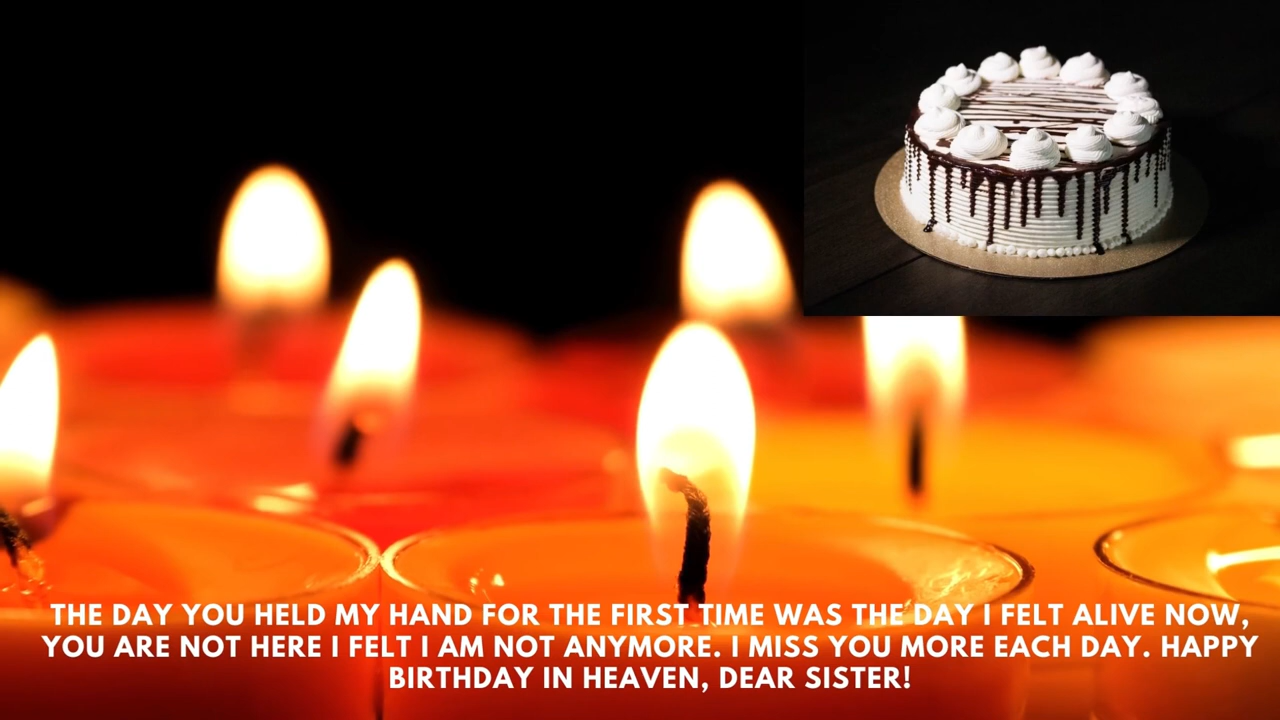 THE DAY YOU HELD MY HAND FOR THE FIRST TIME WAS THE DAY I FELT ALIVE NOW,
YOU ARE NOT HERE I FELT I AM NOT ANYMORE. I MISS YOU MORE EACH DAY. HAPPY
BIRTHDAY IN HEAVEN, DEAR SISTER!